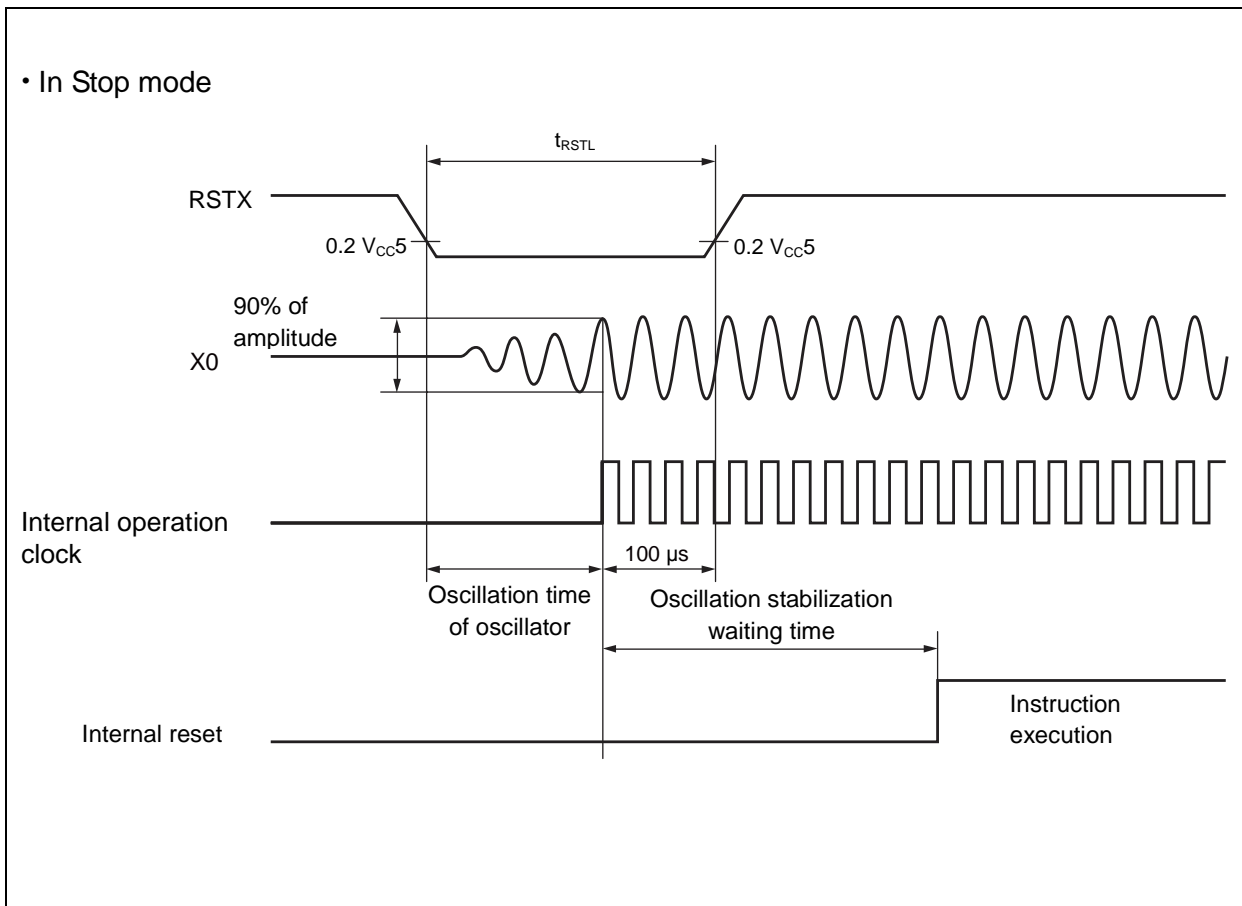 • In Stop mode
tRSTL
RSTX
0.2 VCC5
0.2 VCC5
90% of
amplitude
X0
Internal operation
clock
100 µs
Oscillation time
of oscillator
Oscillation stabilization
waiting time
Internal reset
Instruction
execution